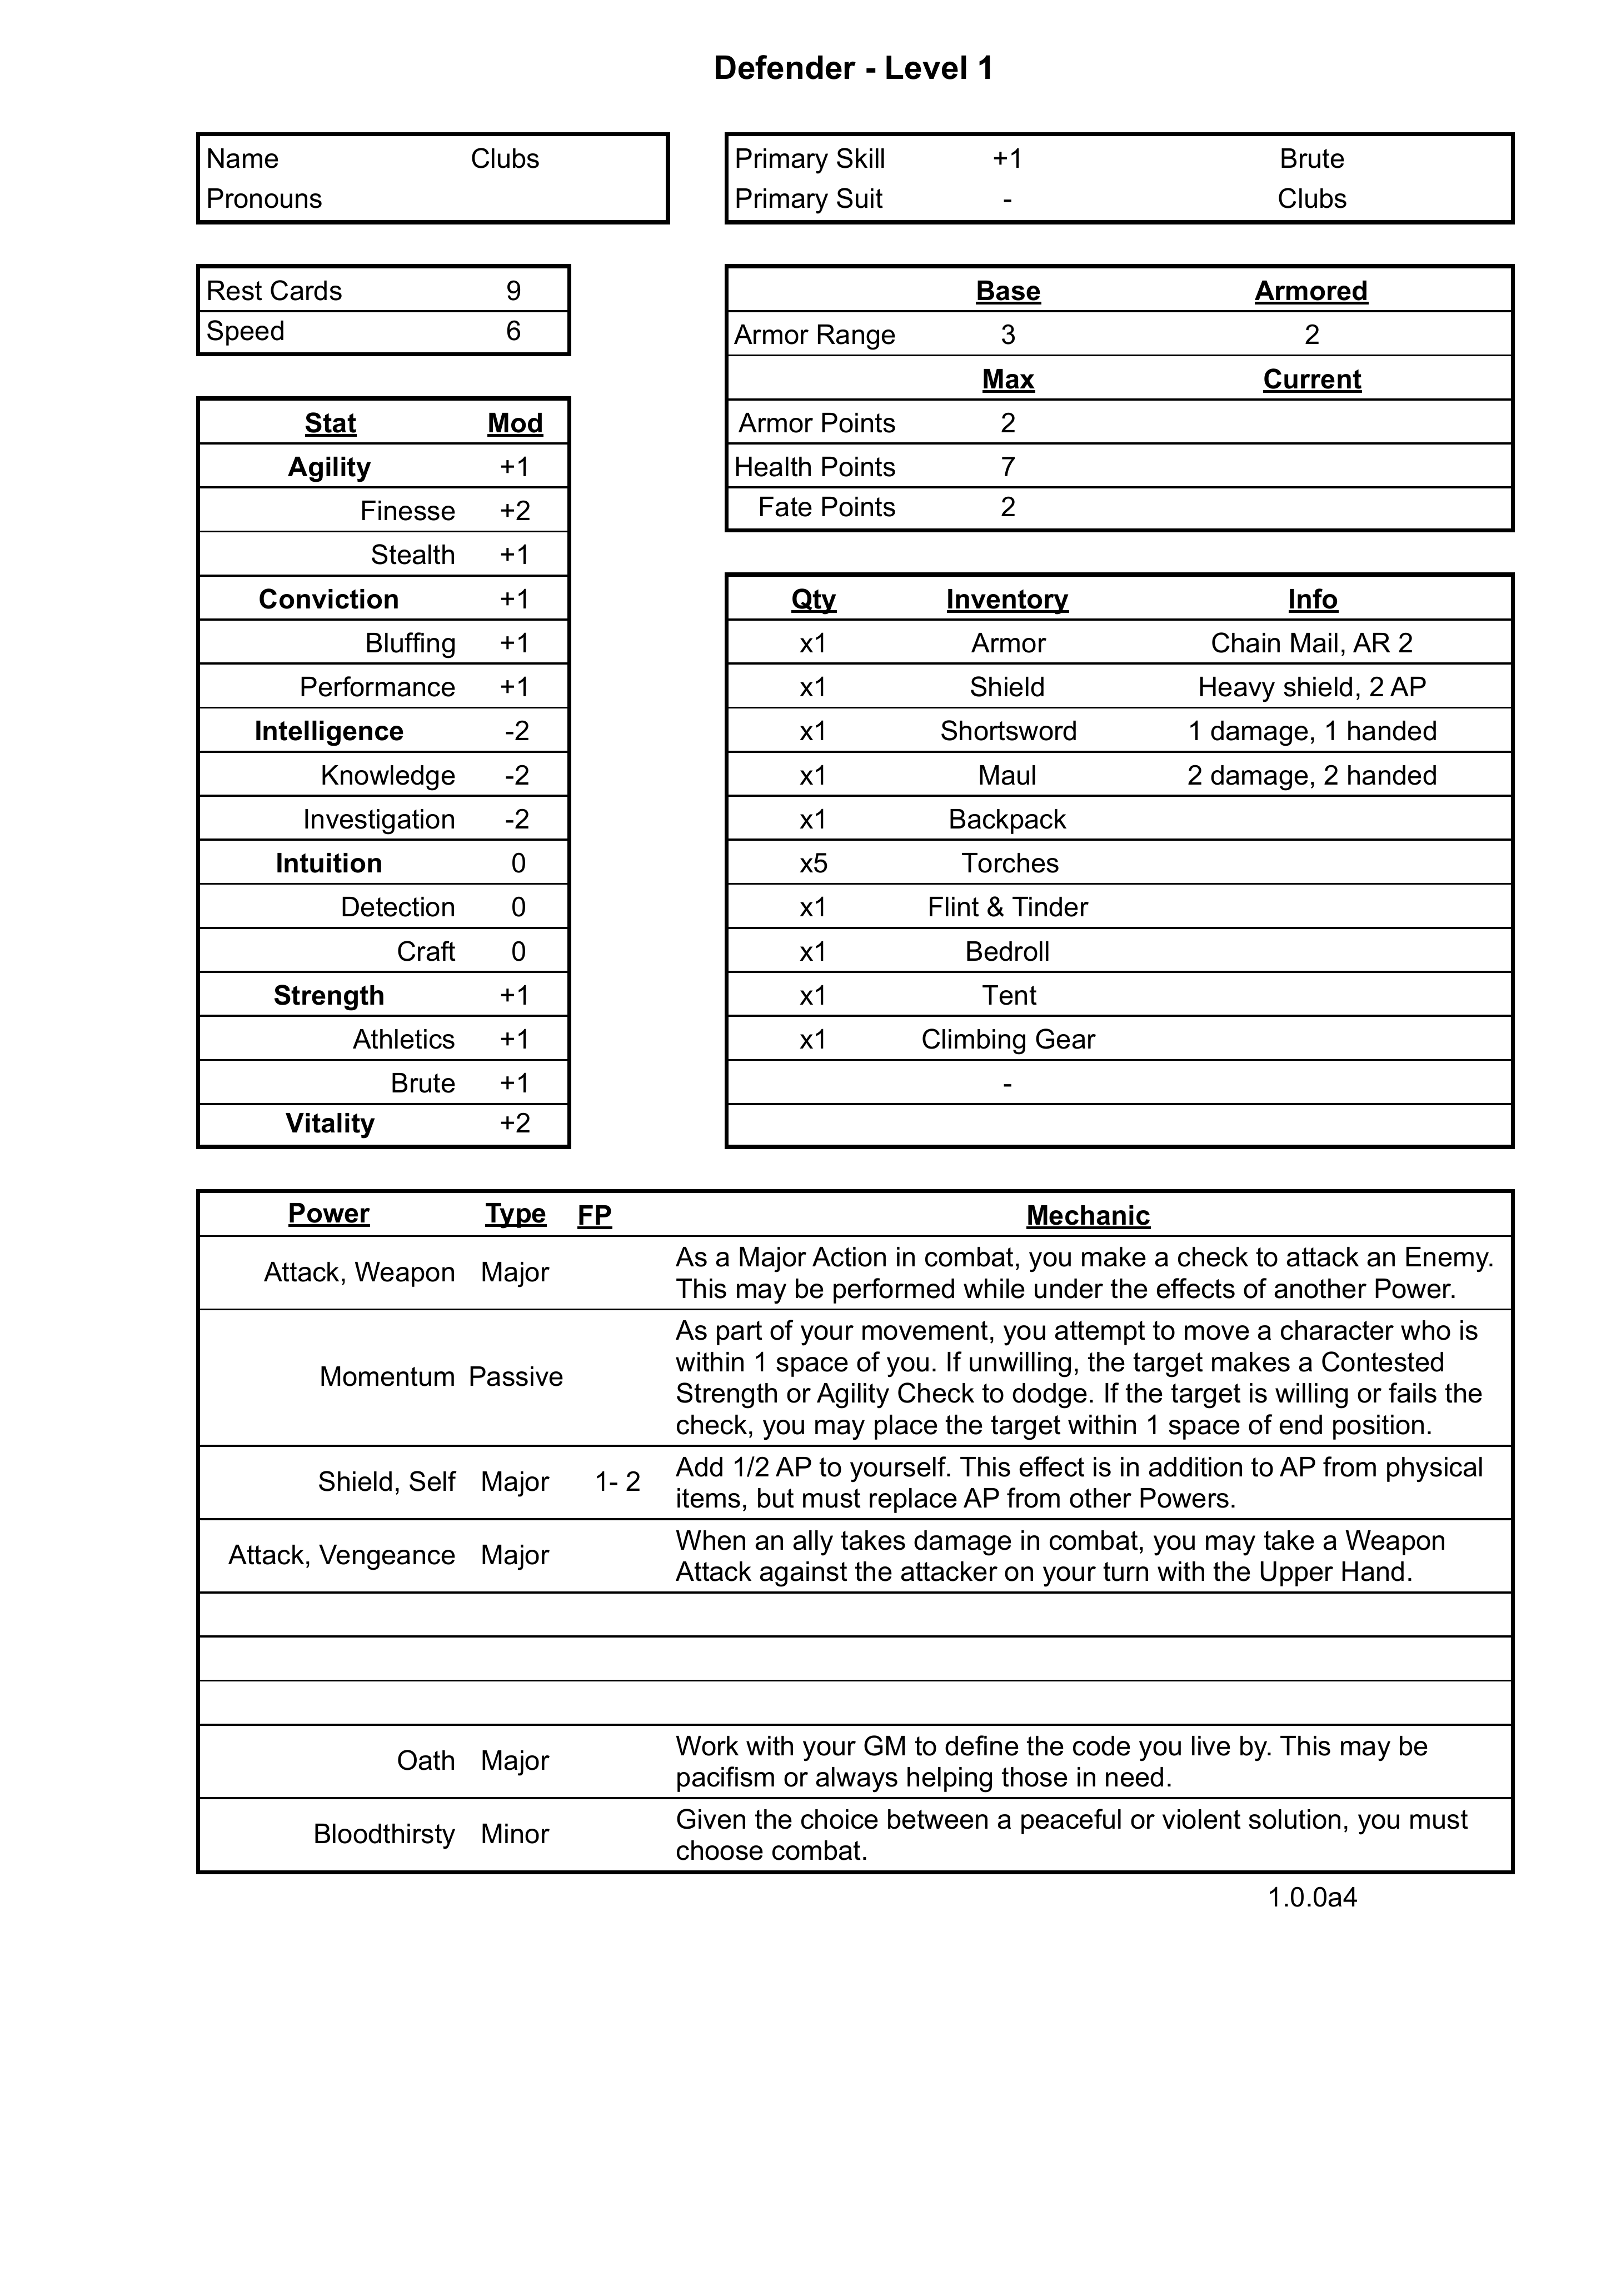 Defender - Level 1
Name Clubs
Pronouns
Primary Skill +1 Brute
Primary Suit - Clubs
Rest Cards 9
Speed 6
Base Armored
Armor Range 3 2
Max Current
Armor Points 2
Health Points 7
Fate Points 2
Stat Mod
Agility +1
Finesse +2
Stealth +1
Conviction +1
Bluffing +1
Performance +1
Intelligence -2
Knowledge -2
Investigation -2
Intuition 0
Detection 0
Craft 0
Strength +1
Athletics +1
Brute +1
Vitality +2
Qty Inventory Info
x1 Armor Chain Mail, AR 2
x1 Shield Heavy shield, 2 AP
x1 Shortsword 1 damage, 1 handed
x1 Maul 2 damage, 2 handed
x1 Backpack
x5 Torches
x1 Flint & Tinder
x1 Bedroll
x1 Tent
x1 Climbing Gear
-
Power Type FP Mechanic
Attack, Weapon Major As a Major Action in combat, you make a check to attack an Enemy.
This may be performed while under the effects of another Power.
Momentum Passive As part of your movement, you attempt to move a character who is
within 1 space of you. If unwilling, the target makes a Contested
Strength or Agility Check to dodge. If the target is willing or fails the
check, you may place the target within 1 space of end position.
Shield, Self Major 1- 2 Add 1/2 AP to yourself. This effect is in addition to AP from physical
items, but must replace AP from other Powers.
Attack, Vengeance Major When an ally takes damage in combat, you may take a Weapon
Attack against the attacker on your turn with the Upper Hand.
Oath Major Work with your GM to define the code you live by. This may be
pacifism or always helping those in need.
Bloodthirsty Minor Given the choice between a peaceful or violent solution, you must
choose combat.
1.0.0a4